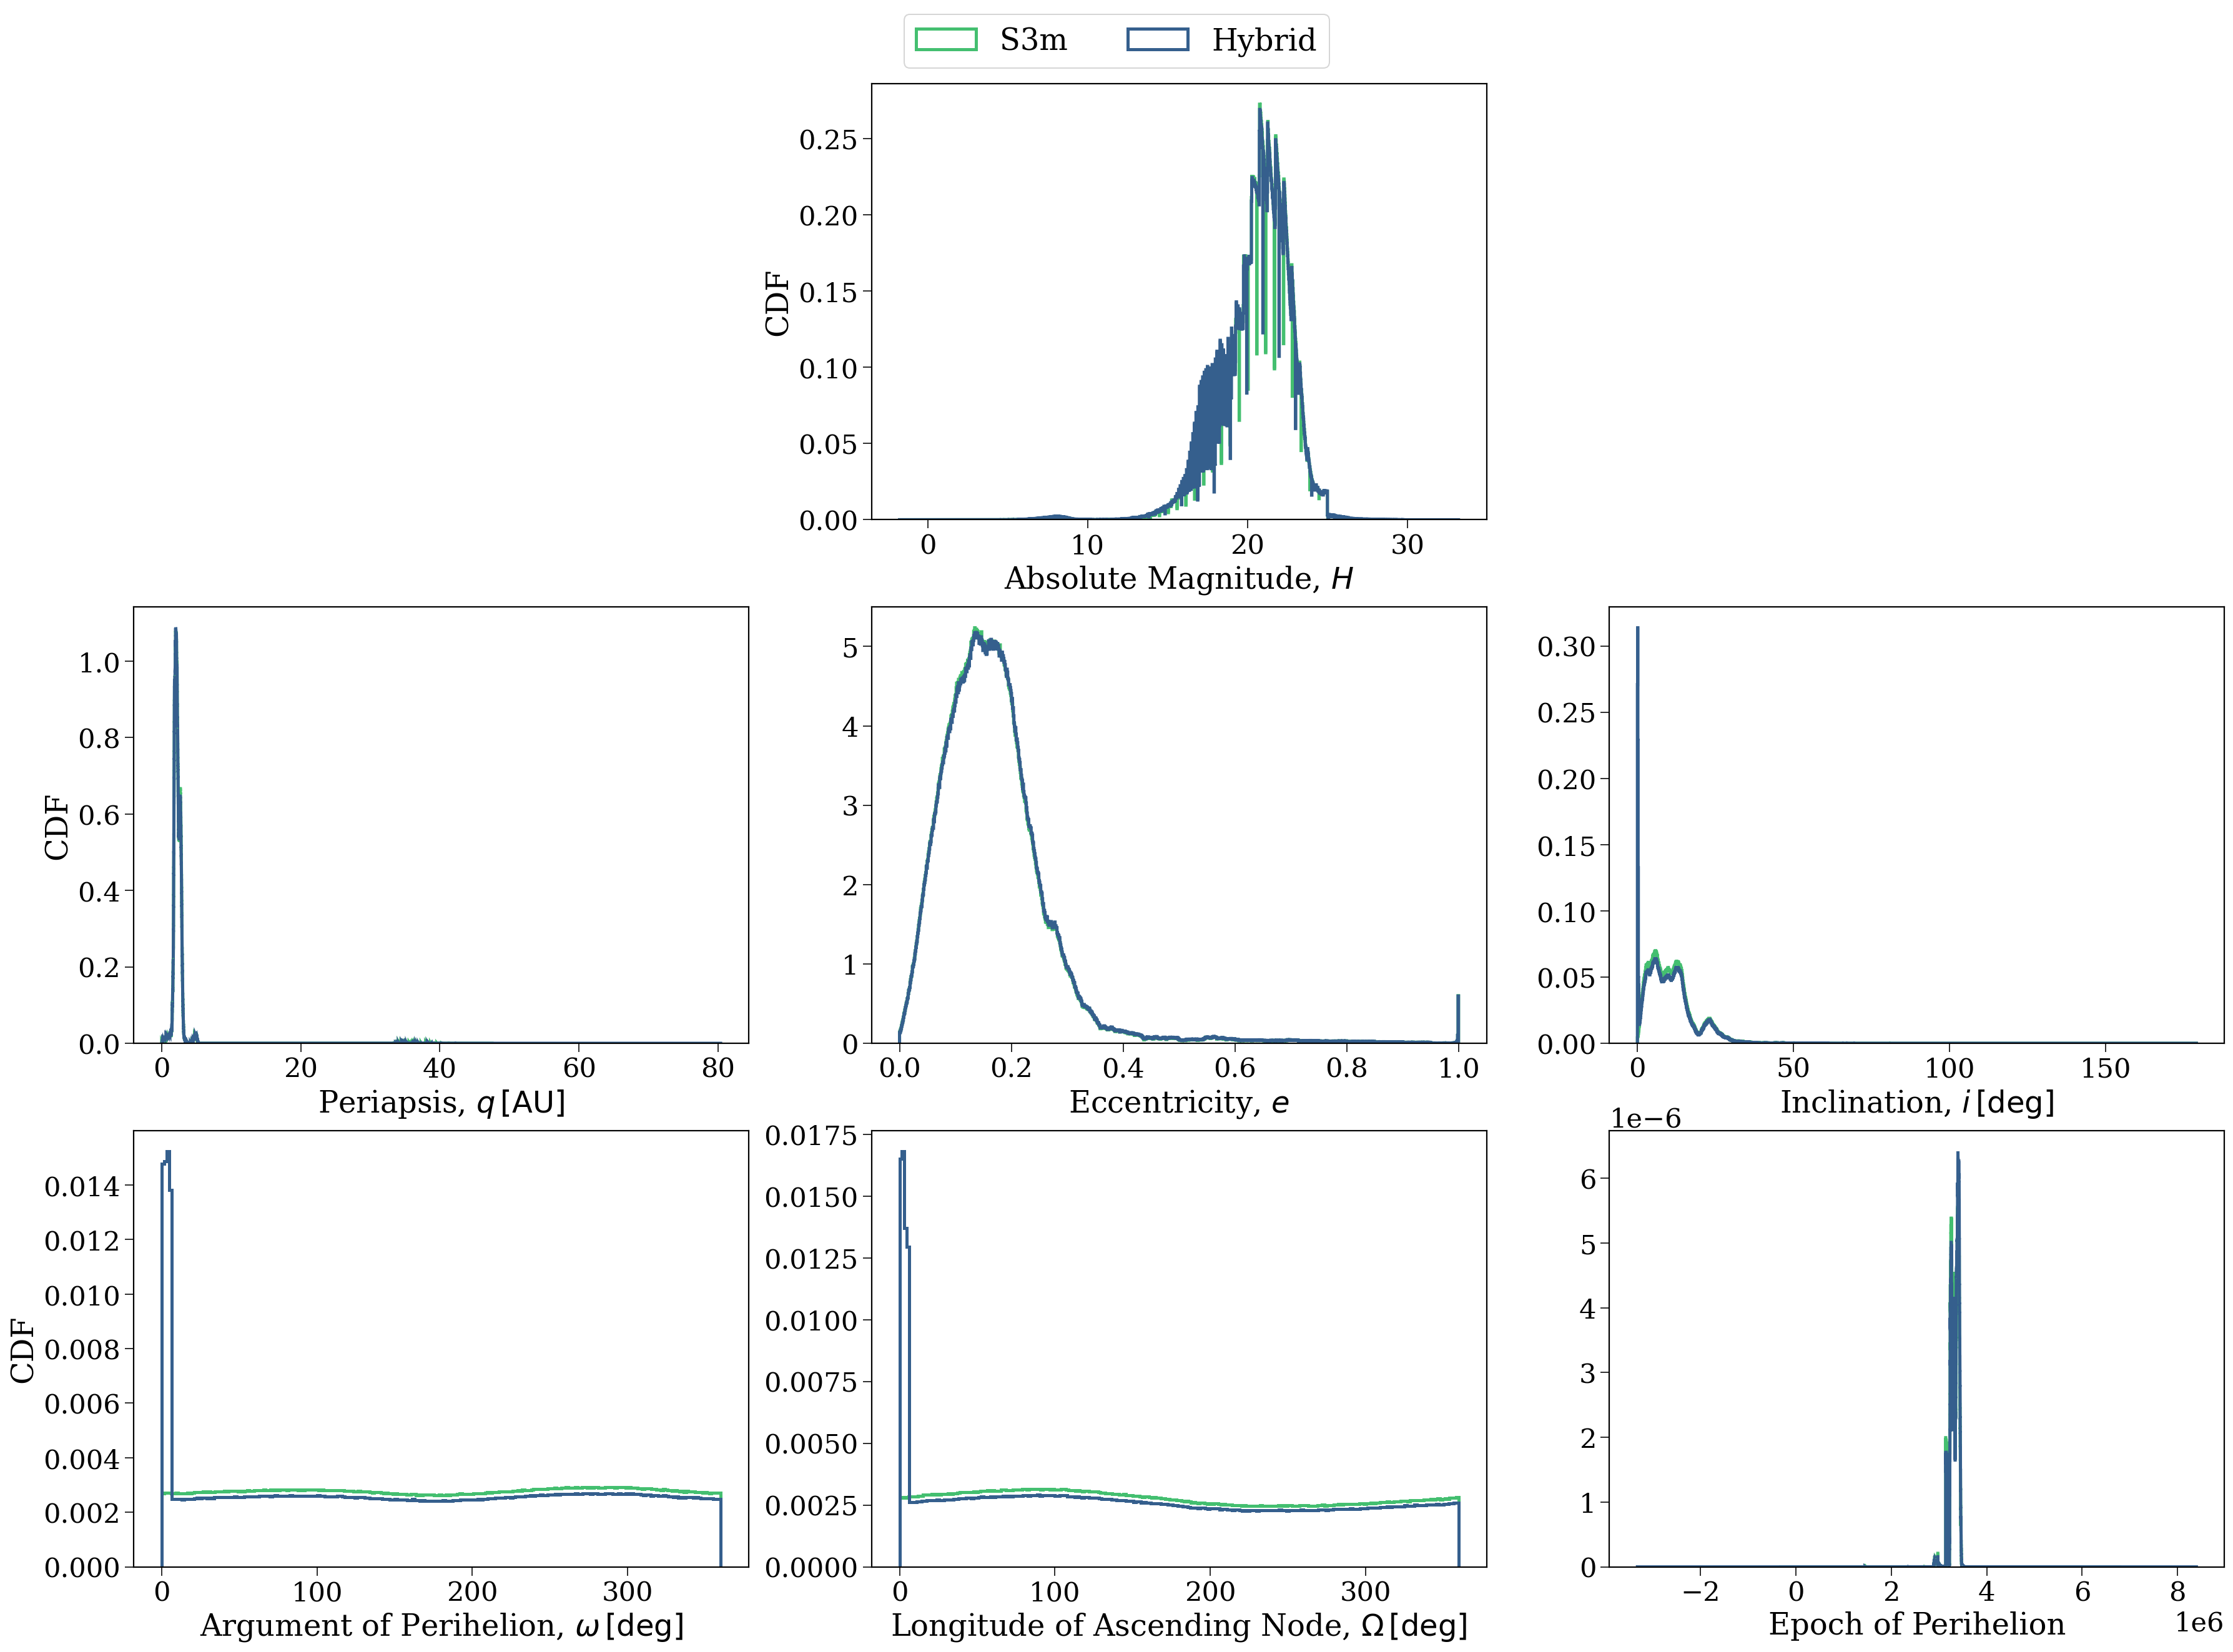 S3m Hybrid
CDF
0.25
0.20
0.15
0.10
0.05
0.00
0 10 20 30
Absolute Magnitude, H
CDF
1.0
0.8
0.6
0.4
0.2
0.0
0 20 40 60 80
Periapsis, q [AU]
5
4
3
2
1
0
0.0 0.2 0.4 0.6 0.8 1.0
Eccentricity, e
0.30
0.25
0.20
0.15
0.10
0.05
0.00
0 50 100 150
Inclination, i [deg]
CDF
0.014
0.012
0.010
0.008
0.006
0.004
0.002
0.000
0 100 200 300
Argument of Perihelion, ω [deg]
0.0175
0.0150
0.0125
0.0100
0.0075
0.0050
0.0025
0.0000
0 100 200 300
Longitude of Ascending Node, Ω [deg]
1e−6
6
5
4
3
2
1
0
−2 0 2 4 6 8
1e6
Epoch of Perihelion